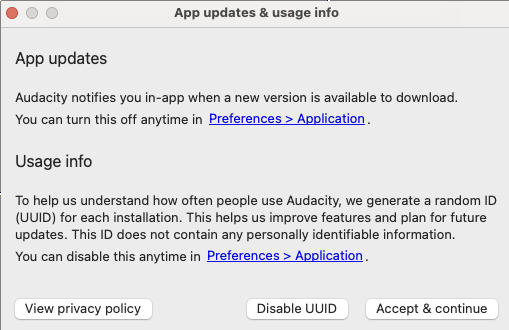 App updates & usage info
App updates
Audacity notifies you in-app when a new version is available to download.
You can turn this off anytime in Preferences > Application .
Usage info
To help us understand how often people use Audacity, we generate a random ID
(UUID) for each installation. This helps us improve features and plan for future
updates. This ID does not contain any personally identifiable information.
You can disable this anytime in Preferences > Application .
View privacy policy Disable UUID Accept & continue